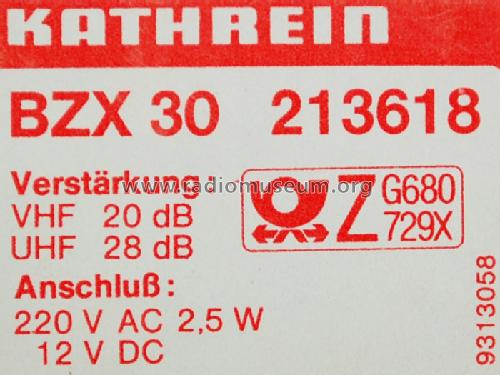 KATHREIN
BZX 30 213618
Verstärkung:
VHF 20 dB
UHF 28 dB
Z G680
729X
www.radiomuseum.org
Anschluß:
220 V AC 2,5 W
12 V DC
9313058